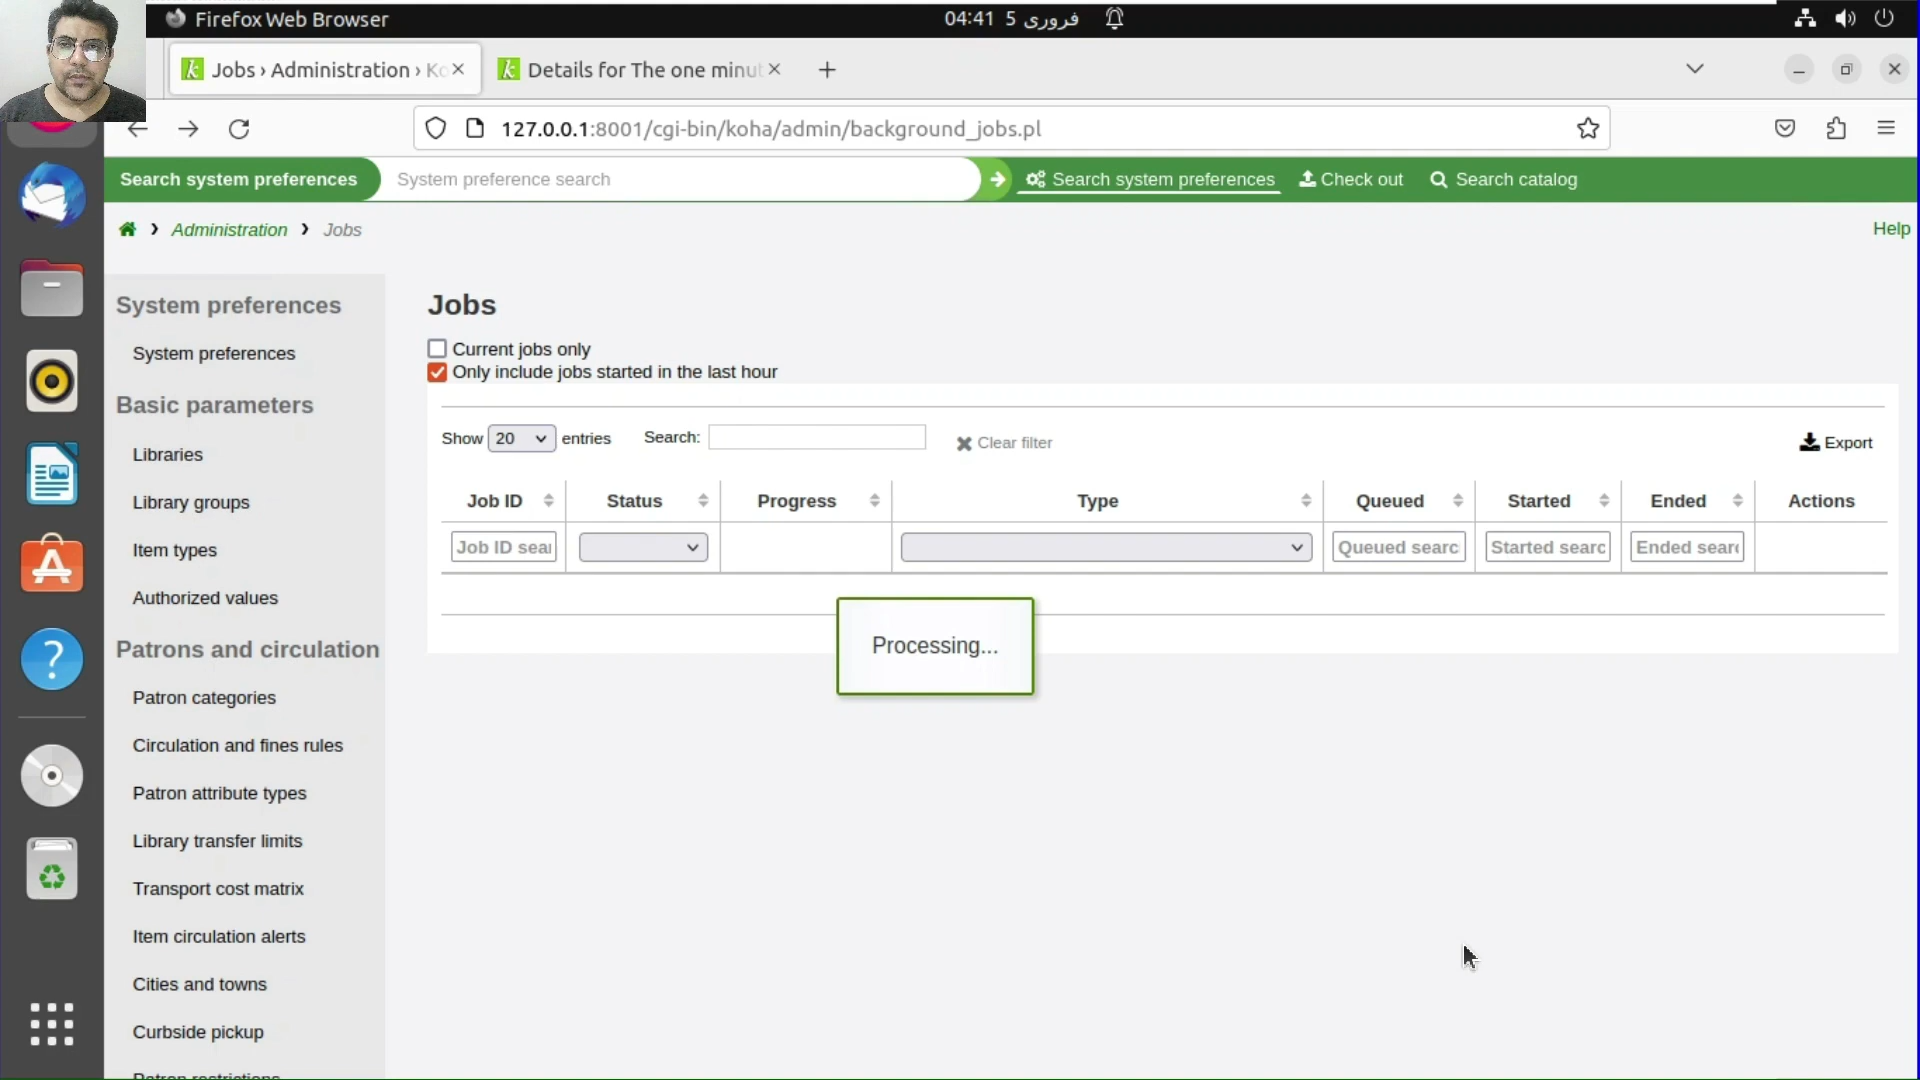 Firefox Web Browser
04:41 5 فروری
Jobs › Administration › Ko
Details for The one minut
127.0.0.1:8001/cgi-bin/koha/admin/background_jobs.pl
Search system preferences
System preference search
Search system preferences
Check out
Search catalog
Administration
Jobs
Help
System preferences
System preferences
Basic parameters
Libraries
Library groups
Item types
Authorized values
Patrons and circulation
Patron categories
Circulation and fines rules
Patron attribute types
Library transfer limits
Transport cost matrix
Item circulation alerts
Cities and towns
Curbside pickup
Patron restrictions
Jobs
Current jobs only
Only include jobs started in the last hour
Show 20 entries
Search:
Clear filter
Export
Job ID Status Progress Type Queued Started Ended Actions
Job ID sear Queued searc Started searc Ended searc
Processing...